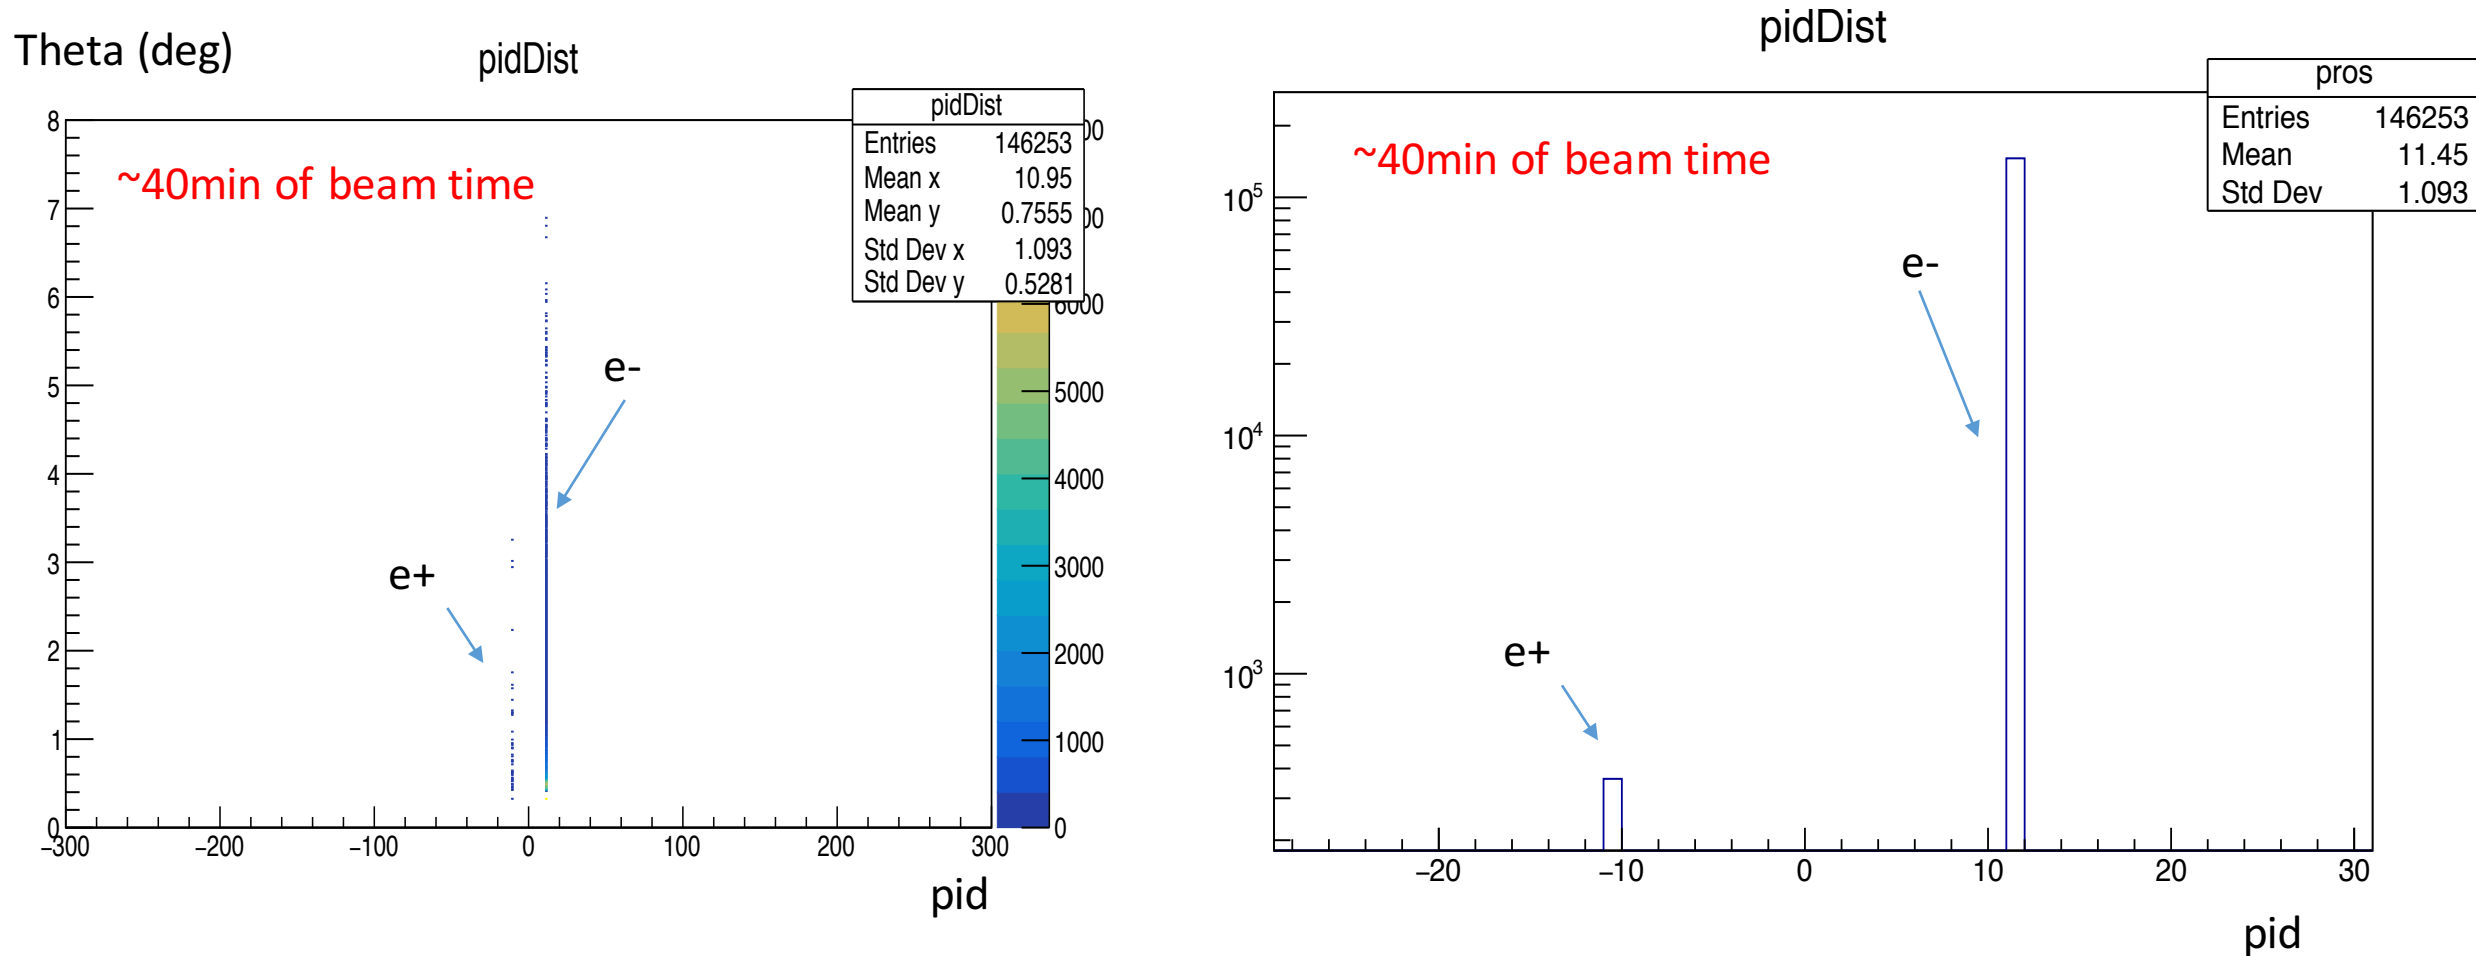 Theta (deg)
pidDist
pidDist
Entries 146253
Mean x 10.95
Mean y 0.7555
Std Dev x 1.093
Std Dev y 0.5281
~40min of beam time
e-
e+
8
7
6
5
4
3
2
1
0
−300 −200 −100 0 100 200 300
pid
6000
5000
4000
3000
2000
1000
0
pidDist
pros
Entries 146253
Mean 11.45
Std Dev 1.093
~40min of beam time
e-
e+
10^5
10^4
10^3
−20 −10 0 10 20 30
pid